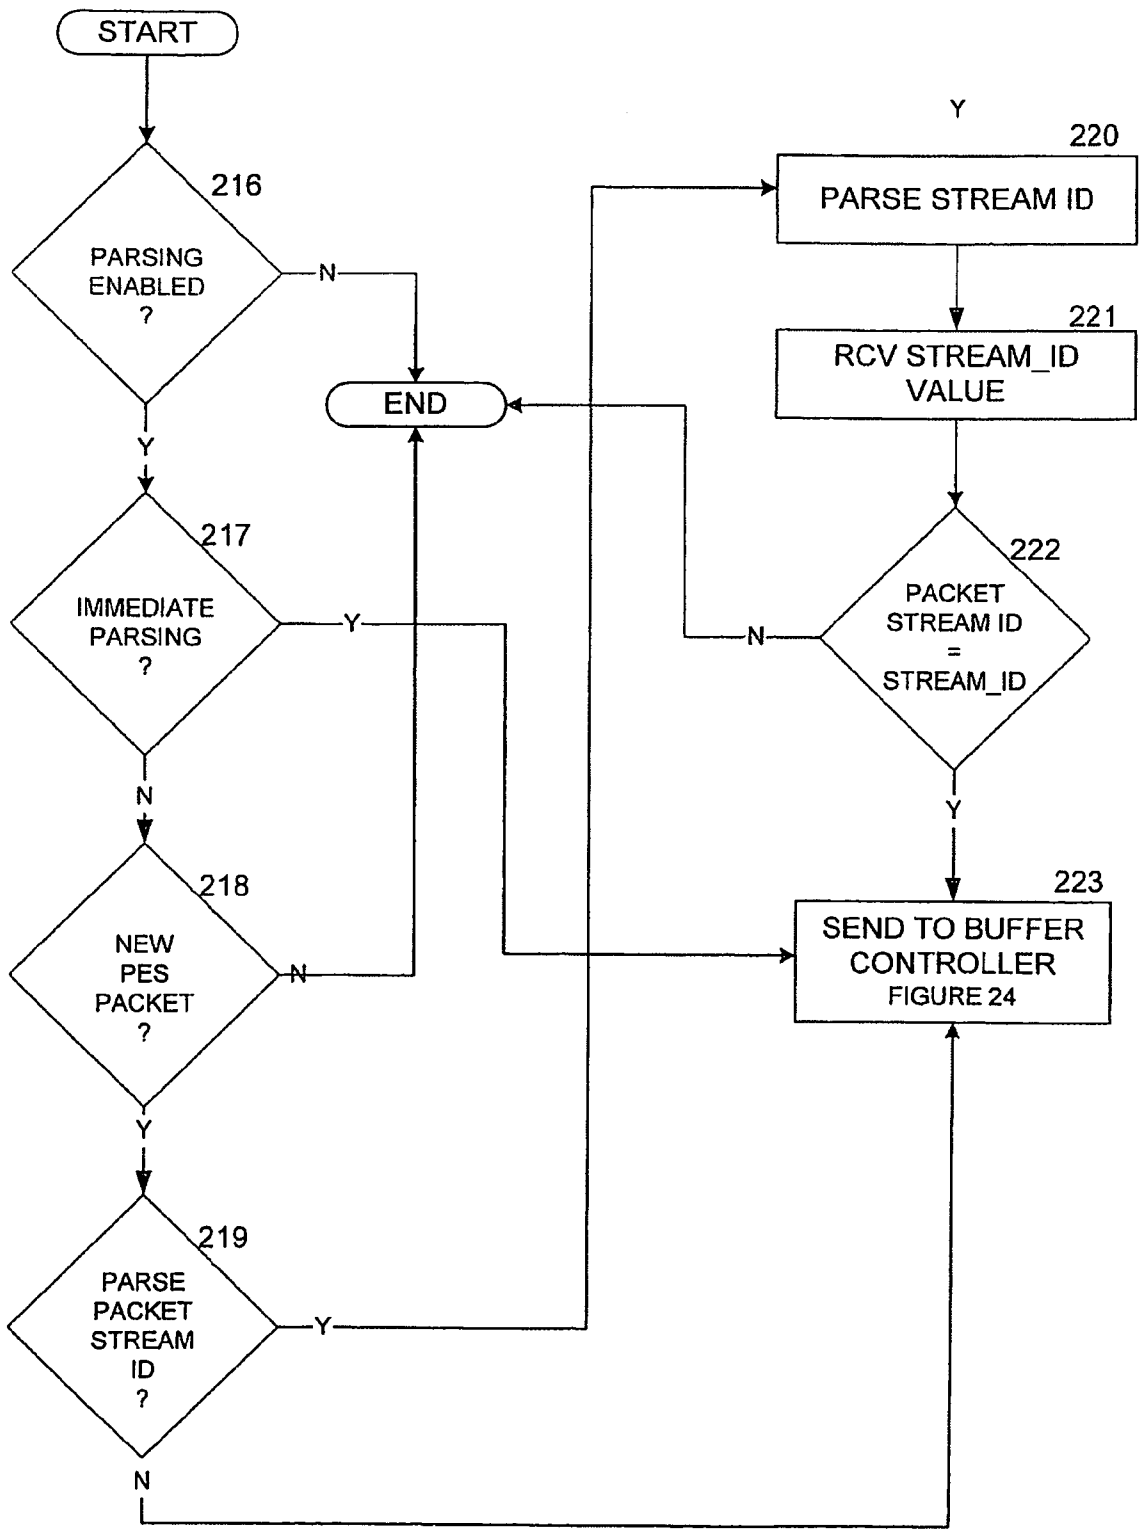 START
216
PARSING
ENABLED
?
N
Y
END
217
IMMEDIATE
PARSING
?
Y
N
218
NEW
PES
PACKET
?
N
Y
219
PARSE
PACKET
STREAM
ID
?
Y
N
Y
220
PARSE STREAM ID
221
RCV STREAM_ID
VALUE
222
PACKET
STREAM ID
=
STREAM_ID
N
Y
223
SEND TO BUFFER
CONTROLLER
FIGURE 24